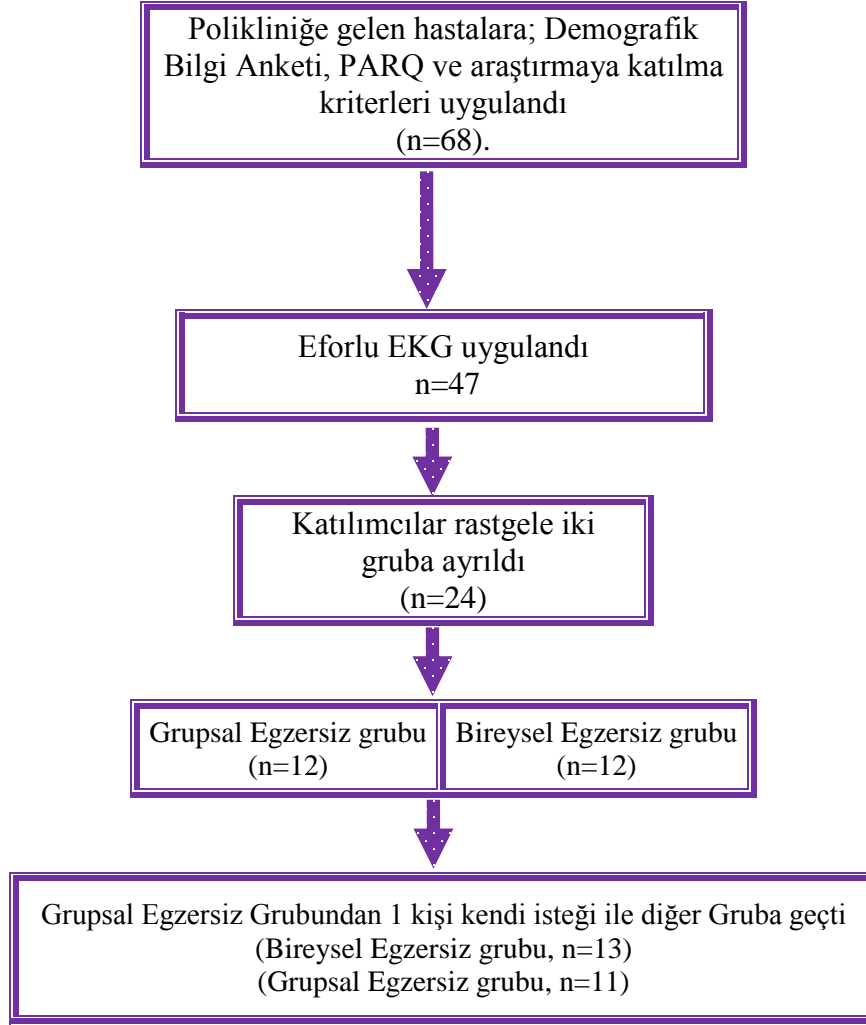 Polikliniğe gelen hastalara; Demografik
Bilgi Anketi, PARQ ve araştırmaya katılma
kriterleri uygulandı
(n=68).
Eforlu EKG uygulandı
n=47
Katılımcılar rastgele iki
gruba ayrıldı
(n=24)
Grupsal Egzersiz grubu
(n=12)
Bireysel Egzersiz grubu
(n=12)
Grupsal Egzersiz Grubundan 1 kişi kendi isteği ile diğer Gruba geçti
(Bireysel Egzersiz grubu, n=13)
(Grupsal Egzersiz grubu, n=11)